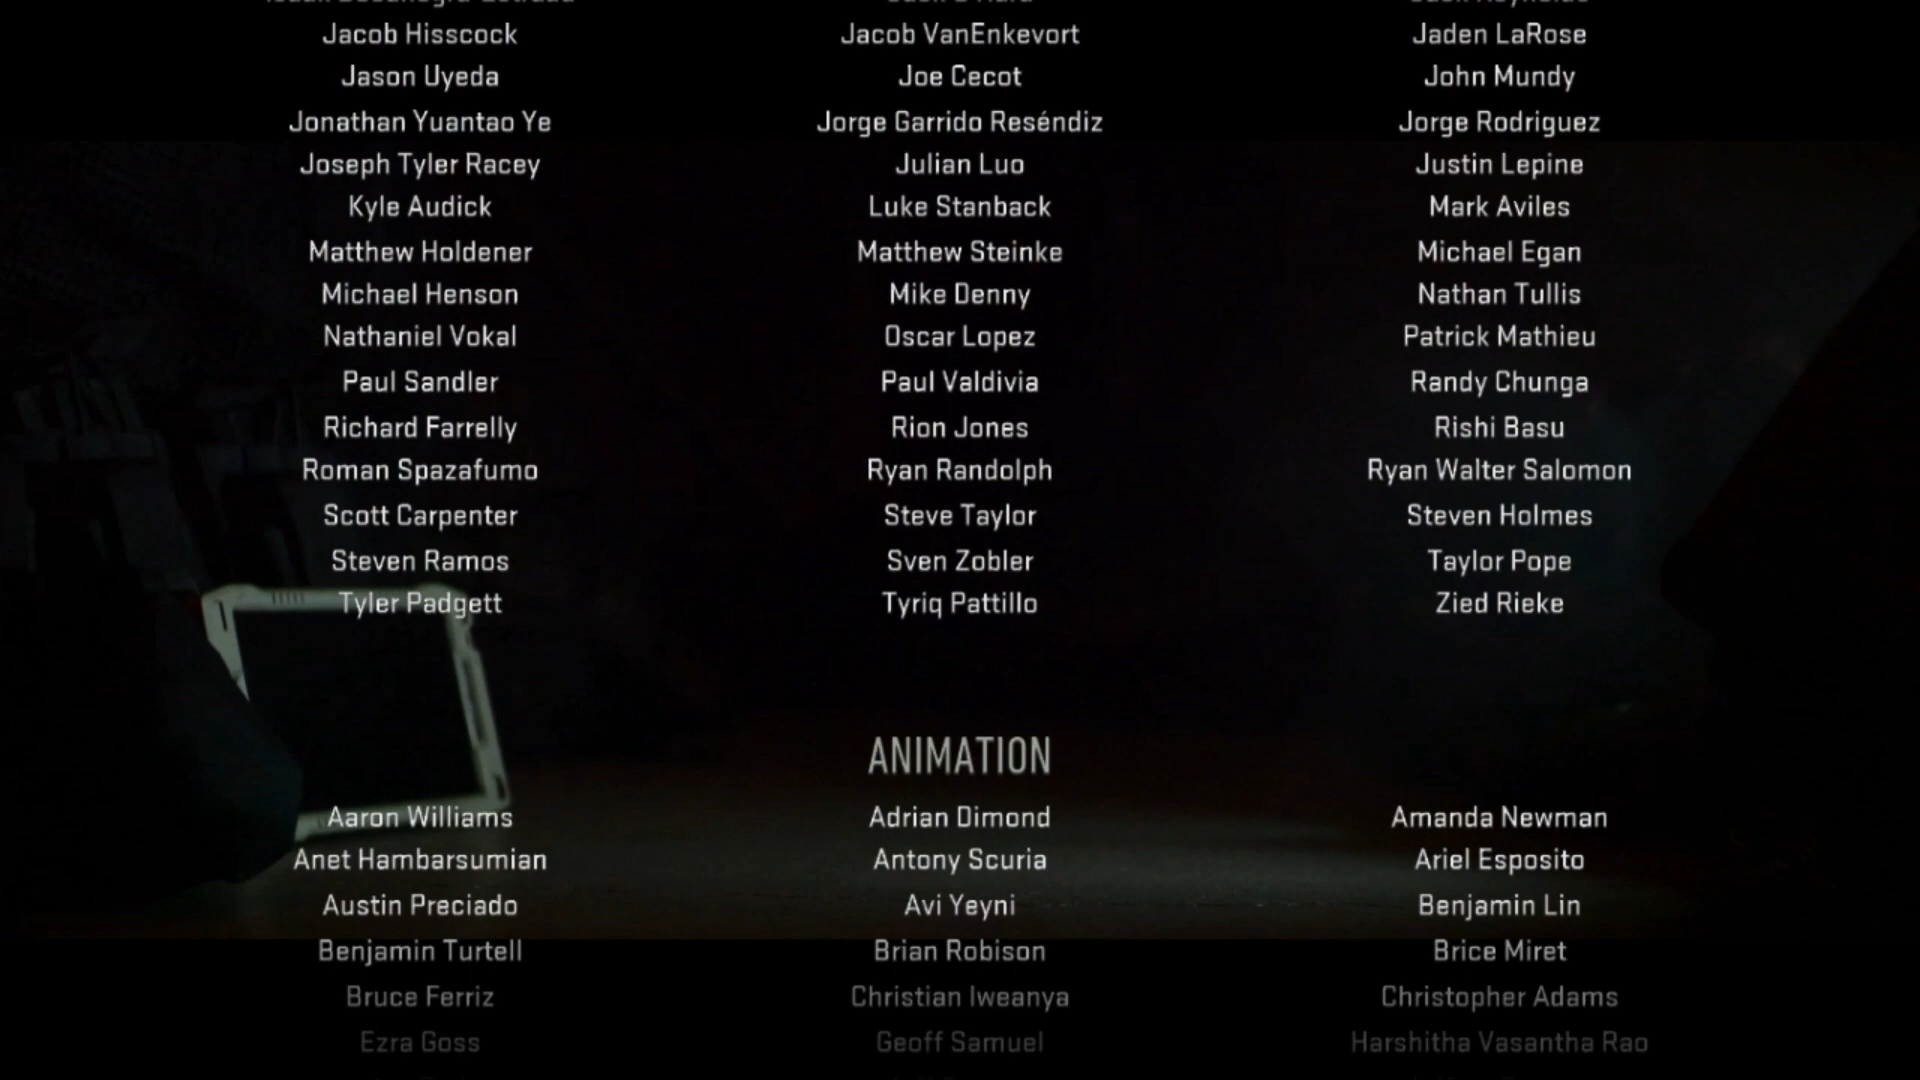 Jacob Hisscock Jacob VanEnkevort Jaden LaRose
Jason Uyeda Joe Cecot John Mundy
Jonathan Yuantao Ye Jorge Garrido Reséndiz Jorge Rodriguez
Joseph Tyler Racey Julian Luo Justin Lepine
Kyle Audick Luke Stanback Mark Aviles
Matthew Holdener Matthew Steinke Michael Egan
Michael Henson Mike Denny Nathan Tullis
Nathaniel Vokal Oscar Lopez Patrick Mathieu
Paul Sandler Paul Valdivia Randy Chunga
Richard Farrelly Rion Jones Rishi Basu
Roman Spazafumo Ryan Randolph Ryan Walter Salomon
Scott Carpenter Steve Taylor Steven Holmes
Steven Ramos Sven Zobler Taylor Pope
Tyler Padgett Tyriq Pattillo Zied Rieke
ANIMATION
Aaron Williams Adrian Dimond Amanda Newman
Anet Hambarsumian Antony Scuria Ariel Esposito
Austin Preciado Avi Yeyni Benjamin Lin
Benjamin Turtell Brian Robison Brice Miret
Bruce Ferriz Christian Iweanya Christopher Adams
Ezra Goss Geoff Samuel Harshitha Vasantha Rao